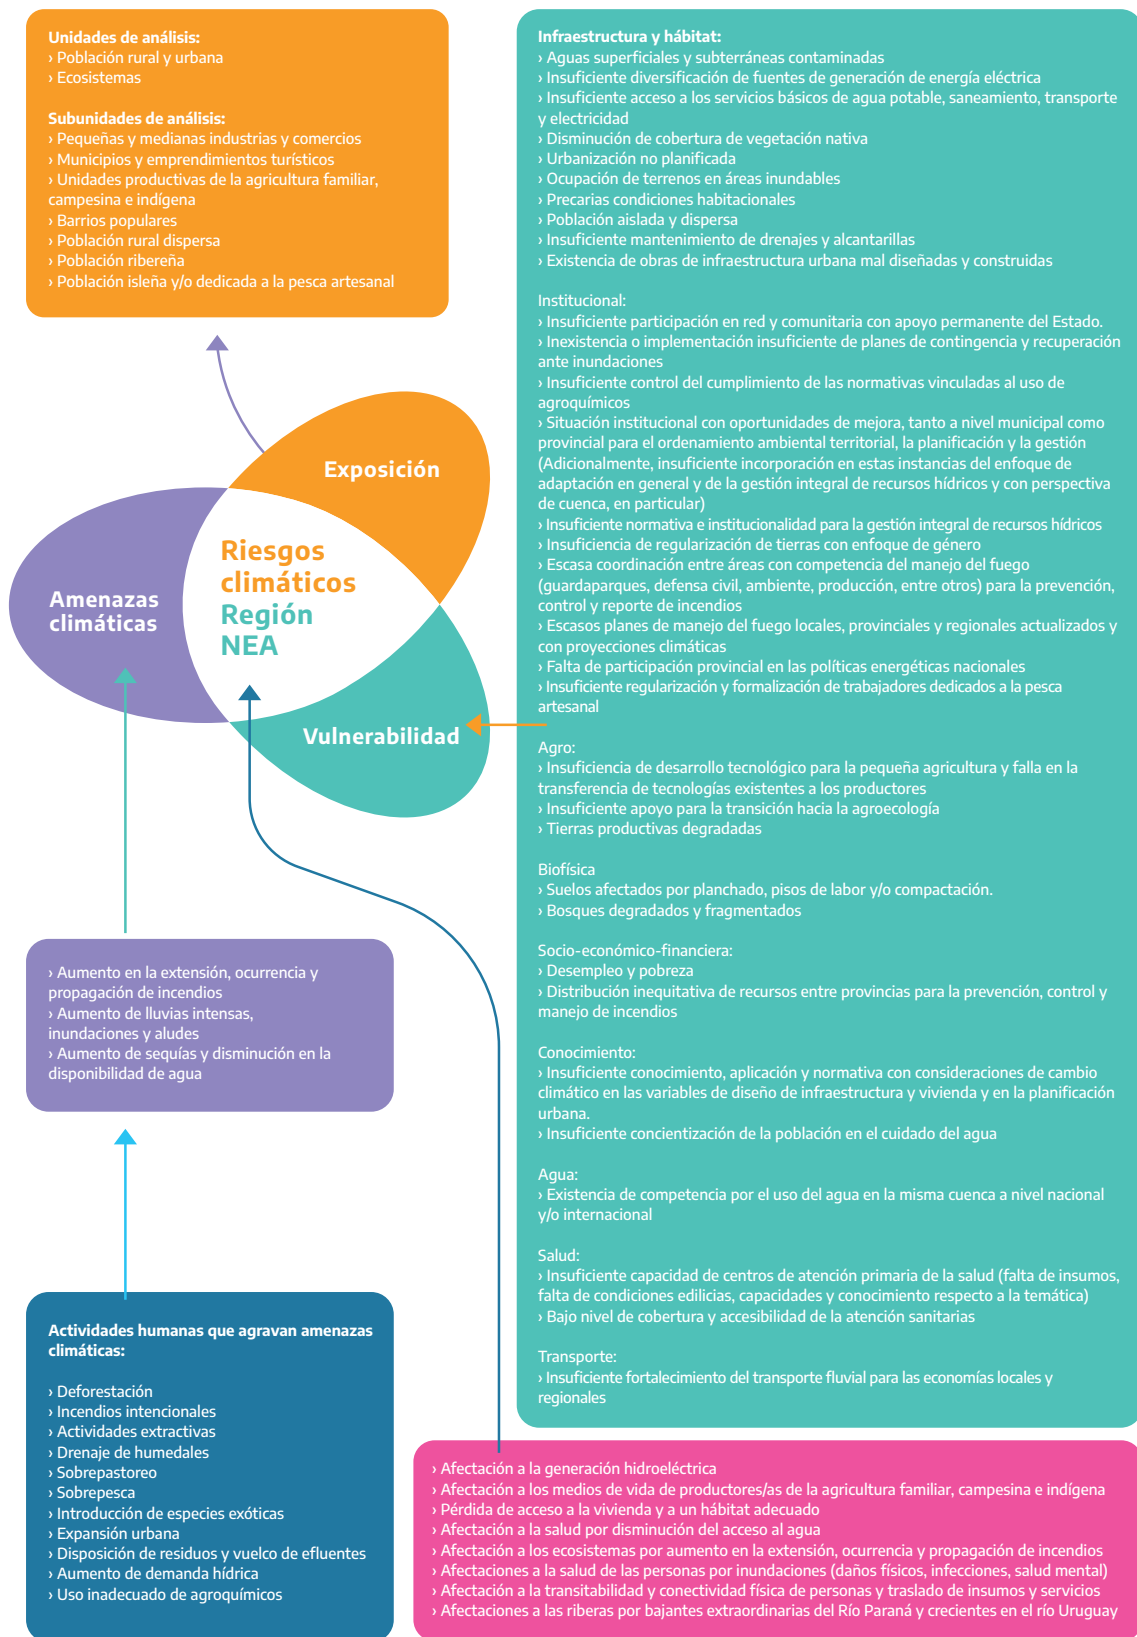 Unidades de análisis:
› Población rural y urbana
› Ecosistemas
Subunidades de análisis:
› Pequeñas y medianas industrias y comercios
› Municipios y emprendimientos turísticos
› Unidades productivas de la agricultura familiar,
campesina e indígena
› Barrios populares
› Población rural dispersa
› Población ribereña
› Población isleña y/o dedicada a la pesca artesanal
Exposición
Riesgos
climáticos
Región
NEA
Amenazas
climáticas
Vulnerabilidad
› Aumento en la extensión, ocurrencia y
propagación de incendios
› Aumento de lluvias intensas,
inundaciones y aludes
› Aumento de sequías y disminución en la
disponibilidad de agua
Actividades humanas que agravan amenazas
climáticas:
› Deforestación
› Incendios intencionales
› Actividades extractivas
› Drenaje de humedales
› Sobrepastoreo
› Sobrepesca
› Introducción de especies exóticas
› Expansión urbana
› Disposición de residuos y vuelco de efluentes
› Aumento de demanda hídrica
› Uso inadecuado de agroquímicos
Infraestructura y hábitat:
› Aguas superficiales y subterráneas contaminadas
› Insuficiente diversificación de fuentes de generación de energía eléctrica
› Insuficiente acceso a los servicios básicos de agua potable, saneamiento, transporte
y electricidad
› Disminución de cobertura de vegetación nativa
› Urbanización no planificada
› Ocupación de terrenos en áreas inundables
› Precarias condiciones habitacionales
› Población aislada y dispersa
› Insuficiente mantenimiento de drenajes y alcantarillas
› Existencia de obras de infraestructura urbana mal diseñadas y construidas
Institucional:
› Insuficiente participación en red y comunitaria con apoyo permanente del Estado.
› Inexistencia o implementación insuficiente de planes de contingencia y recuperación
ante inundaciones
› Insuficiente control del cumplimiento de las normativas vinculadas al uso de
agroquímicos
› Situación institucional con oportunidades de mejora, tanto a nivel municipal como
provincial para el ordenamiento ambiental territorial, la planificación y la gestión
(Adicionalmente, insuficiente incorporación en estas instancias del enfoque de
adaptación en general y de la gestión integral de recursos hídricos y con perspectiva
de cuenca, en particular)
› Insuficiente normativa e institucionalidad para la gestión integral de recursos hídricos
› Insuficiencia de regularización de tierras con enfoque de género
› Escasa coordinación entre áreas con competencia del manejo del fuego
(guardaparques, defensa civil, ambiente, producción, entre otros) para la prevención,
control y reporte de incendios
› Escasos planes de manejo del fuego locales, provinciales y regionales actualizados y
con proyecciones climáticas
› Falta de participación provincial en las políticas energéticas nacionales
› Insuficiente regularización y formalización de trabajadores dedicados a la pesca
artesanal
Agro:
› Insuficiencia de desarrollo tecnológico para la pequeña agricultura y falla en la
transferencia de tecnologías existentes a los productores
› Insuficiente apoyo para la transición hacia la agroecología
› Tierras productivas degradadas
Biofísica
› Suelos afectados por planchado, pisos de labor y/o compactación.
› Bosques degradados y fragmentados
Socio-económico-financiera:
› Desempleo y pobreza
› Distribución inequitativa de recursos entre provincias para la prevención, control y
manejo de incendios
Conocimiento:
› Insuficiente conocimiento, aplicación y normativa con consideraciones de cambio
climático en las variables de diseño de infraestructura y vivienda y en la planificación
urbana.
› Insuficiente concientización de la población en el cuidado del agua
Agua:
› Existencia de competencia por el uso del agua en la misma cuenca a nivel nacional
y/o internacional
Salud:
› Insuficiente capacidad de centros de atención primaria de la salud (falta de insumos,
falta de condiciones edilicias, capacidades y conocimiento respecto a la temática)
› Bajo nivel de cobertura y accesibilidad de la atención sanitarias
Transporte:
› Insuficiente fortalecimiento del transporte fluvial para las economías locales y
regionales
› Afectación a la generación hidroeléctrica
› Afectación a los medios de vida de productores/as de la agricultura familiar, campesina e indígena
› Pérdida de acceso a la vivienda y a un hábitat adecuado
› Afectación a la salud por disminución del acceso al agua
› Afectación a los ecosistemas por aumento en la extensión, ocurrencia y propagación de incendios
› Afectaciones a la salud de las personas por inundaciones (daños físicos, infecciones, salud mental)
› Afectación a la transitabilidad y conectividad física de personas y traslado de insumos y servicios
› Afectaciones a las riberas por bajantes extraordinarias del Río Paraná y crecientes en el río Uruguay